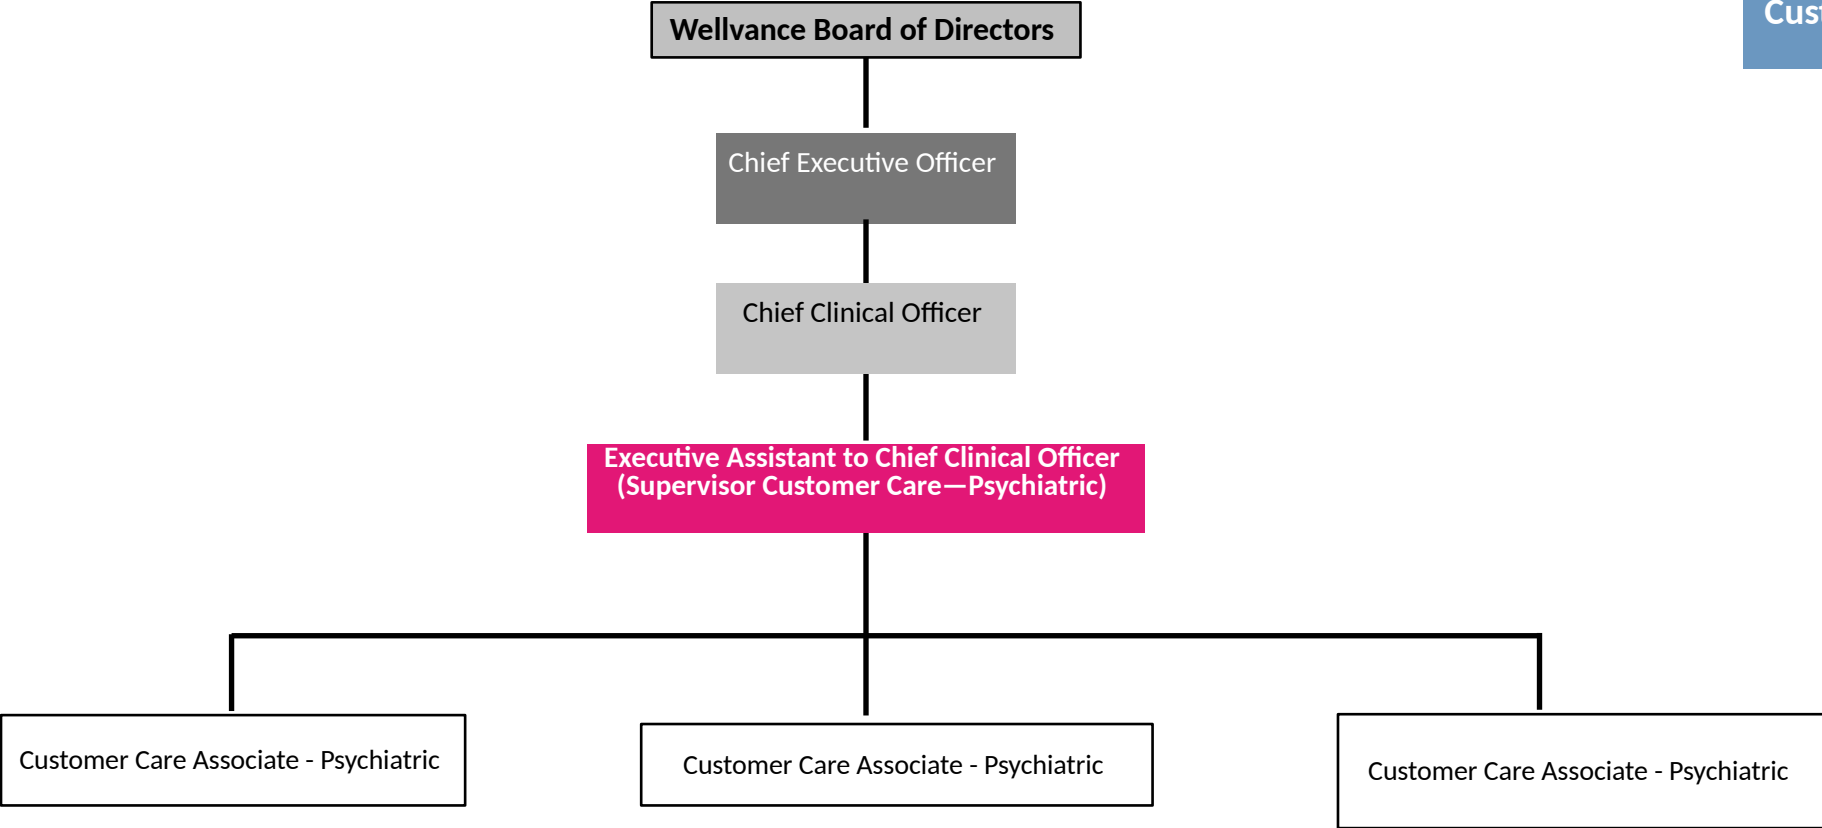 Wellvance Board of Directors
Chief Executive Officer
Chief Clinical Officer
Executive Assistant to Chief Clinical Officer
(Supervisor Customer Care—Psychiatric)
Customer Care Associate - Psychiatric
Customer Care Associate - Psychiatric
Customer Care Associate - Psychiatric